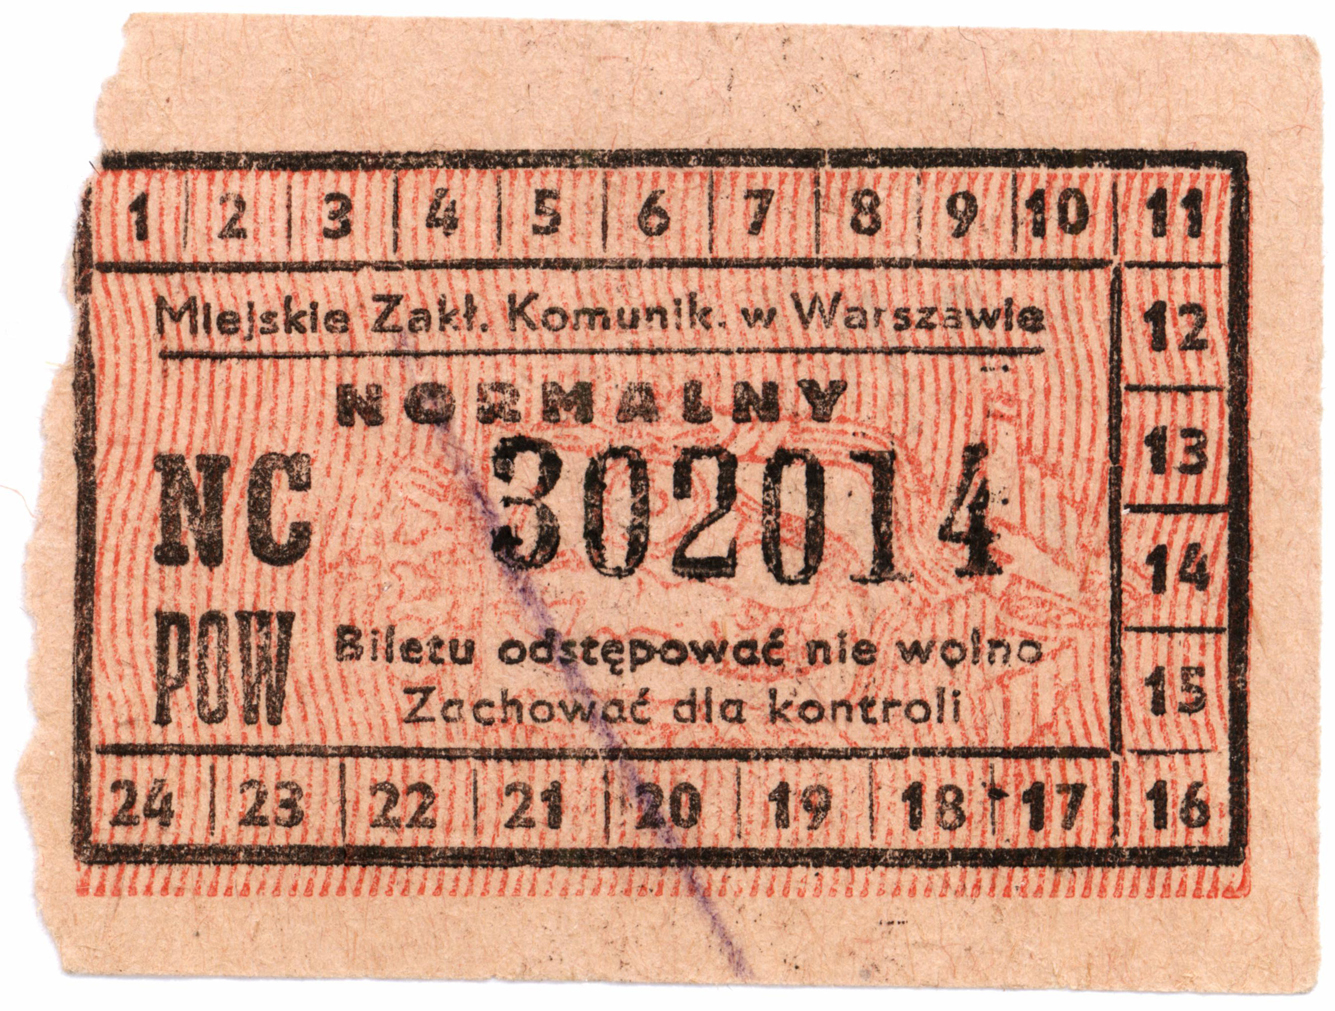 1 2 3 4 5 6 7 8 9 10 11
Miejskie Zakł. Komunik. w Warszawie
12
NORMALNY
13
NC 302014
14
POW
Biletu odstępować nie wolno
Zachować dla kontroli
15
24 23 22 21 20 19 18 17 16